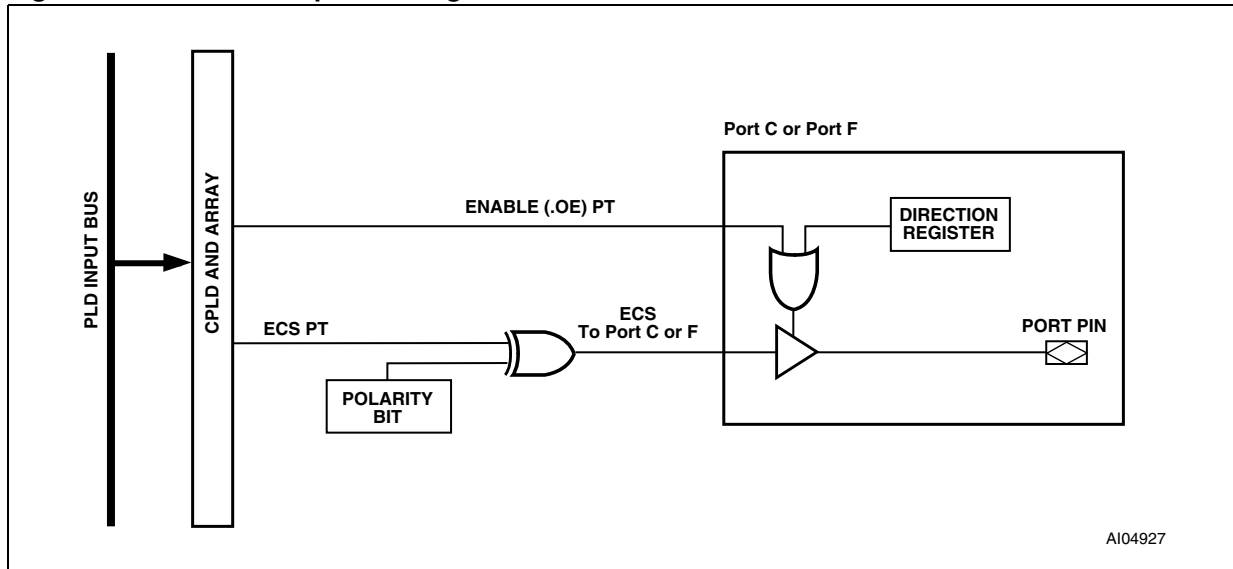 Port C or Port F
PLD INPUT BUS
CPLD AND ARRAY
ENABLE (.OE) PT
DIRECTION
REGISTER
ECS PT
ECS
To Port C or F
PORT PIN
POLARITY
BIT
AI04927